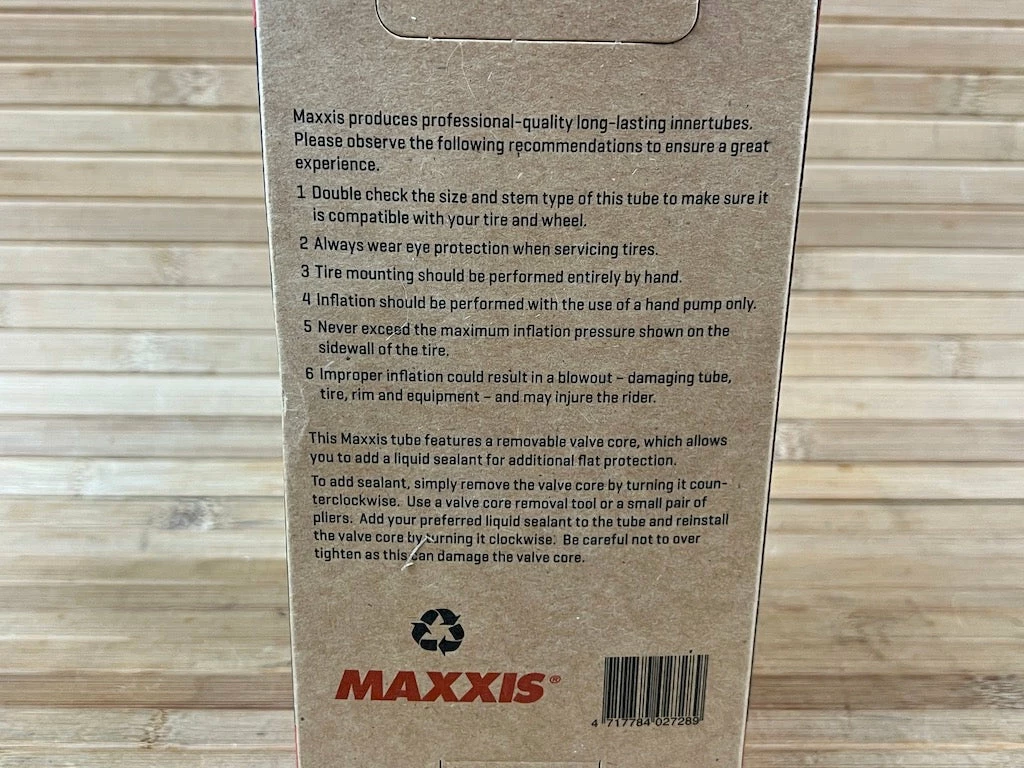 Maxxis produces professional-quality long-lasting innertubes.
Please observe the following recommendations to ensure a great
experience.
1 Double check the size and stem type of this tube to make sure it
is compatible with your tire and wheel.
2 Always wear eye protection when servicing tires.
3 Tire mounting should be performed entirely by hand.
4 Inflation should be performed with the use of a hand pump only.
5 Never exceed the maximum inflation pressure shown on the
sidewall of the tire.
6 Improper inflation could result in a blowout – damaging tube,
tire, rim and equipment – and may injure the rider.
This Maxxis tube features a removable valve core, which allows
you to add a liquid sealant for additional flat protection.
To add sealant, simply remove the valve core by turning it coun-
terclockwise. Use a valve core removal tool or a small pair of
pliers. Add your preferred liquid sealant to the tube and reinstall
the valve core by turning it clockwise. Be careful not to over
tighten as this can damage the valve core.
MAXXIS®
4 717784 027289